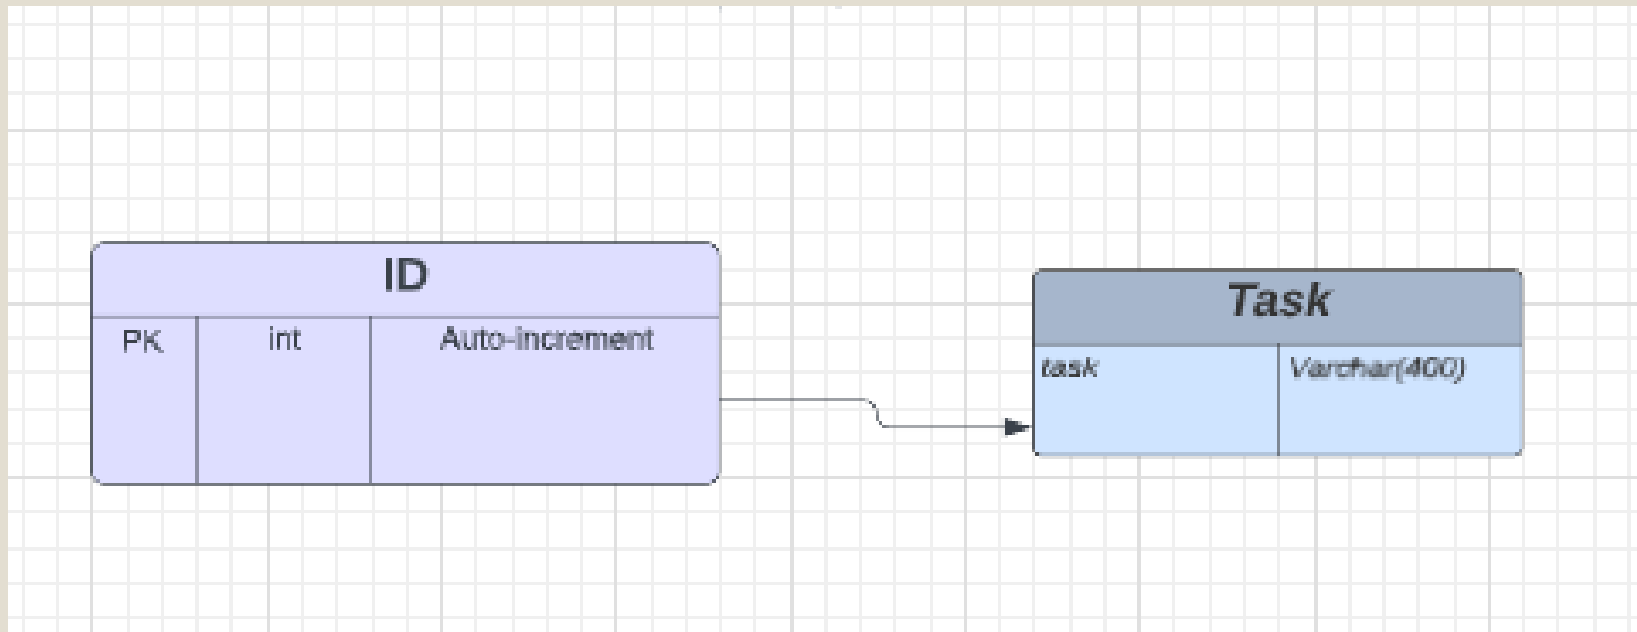 ID
PK int Auto-increment
Task
task Varchar(400)